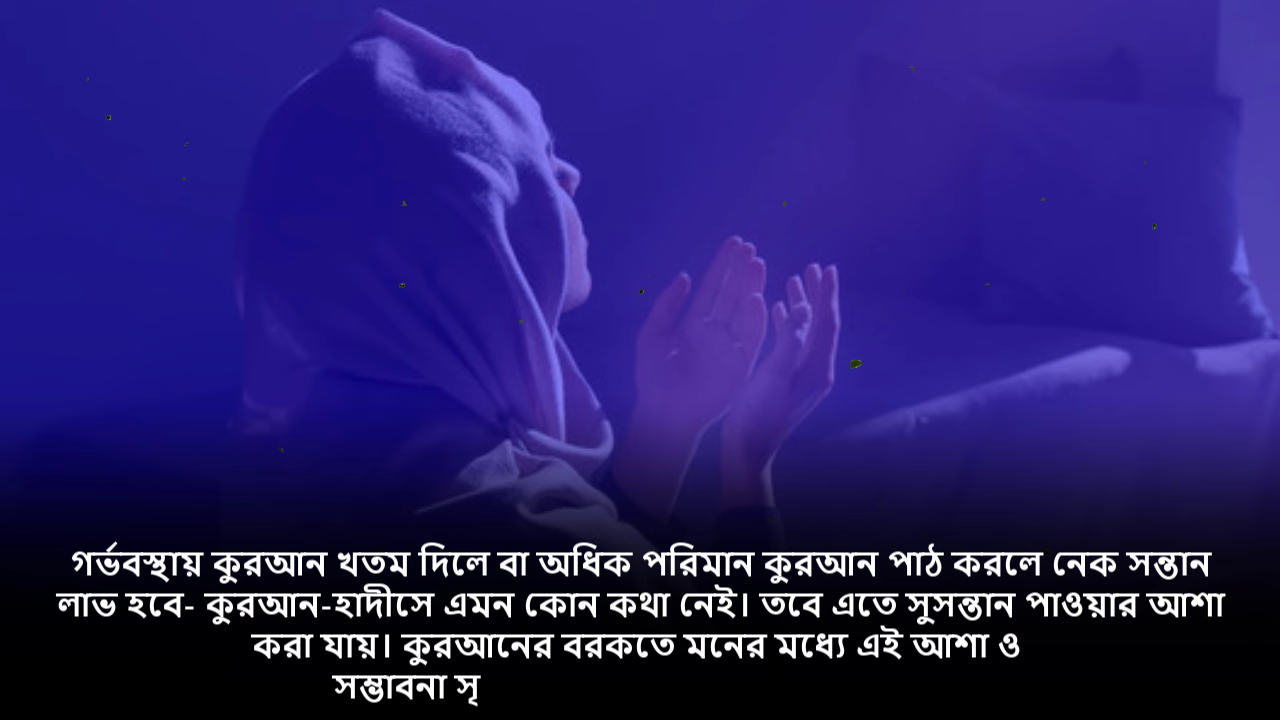 গর্ভবস্থায় কুরআন খতম দিলে বা অধিক পরিমান কুরআন পাঠ করলে নেক সন্তান
লাভ হবে- কুরআন-হাদীসে এমন কোন কথা নেই। তবে এতে সুসন্তান পাওয়ার আশা
করা যায়। কুরআনের বরকতে মনের মধ্যে এই আশা ও
সম্ভাবনা সৃ